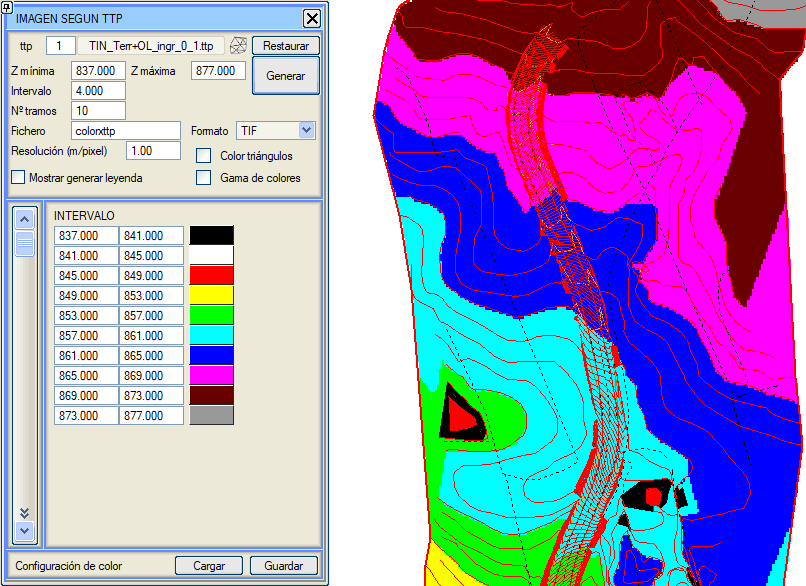 IMAGEN SEGUN TTP
ttp 1 TIN_Terr+OL_ingr_0_1.ttp Restaurar
Z mínima 837.000 Z máxima 877.000 Generar
Intervalo 4.000
Nº tramos 10
Fichero colorxttp Formato TIF
Resolución (m/pixel) 1.00 Color triángulos
Mostrar generar leyenda Gama de colores
INTERVALO
837.000 841.000
841.000 845.000
845.000 849.000
849.000 853.000
853.000 857.000
857.000 861.000
861.000 865.000
865.000 869.000
869.000 873.000
873.000 877.000
Configuración de color Cargar Guardar